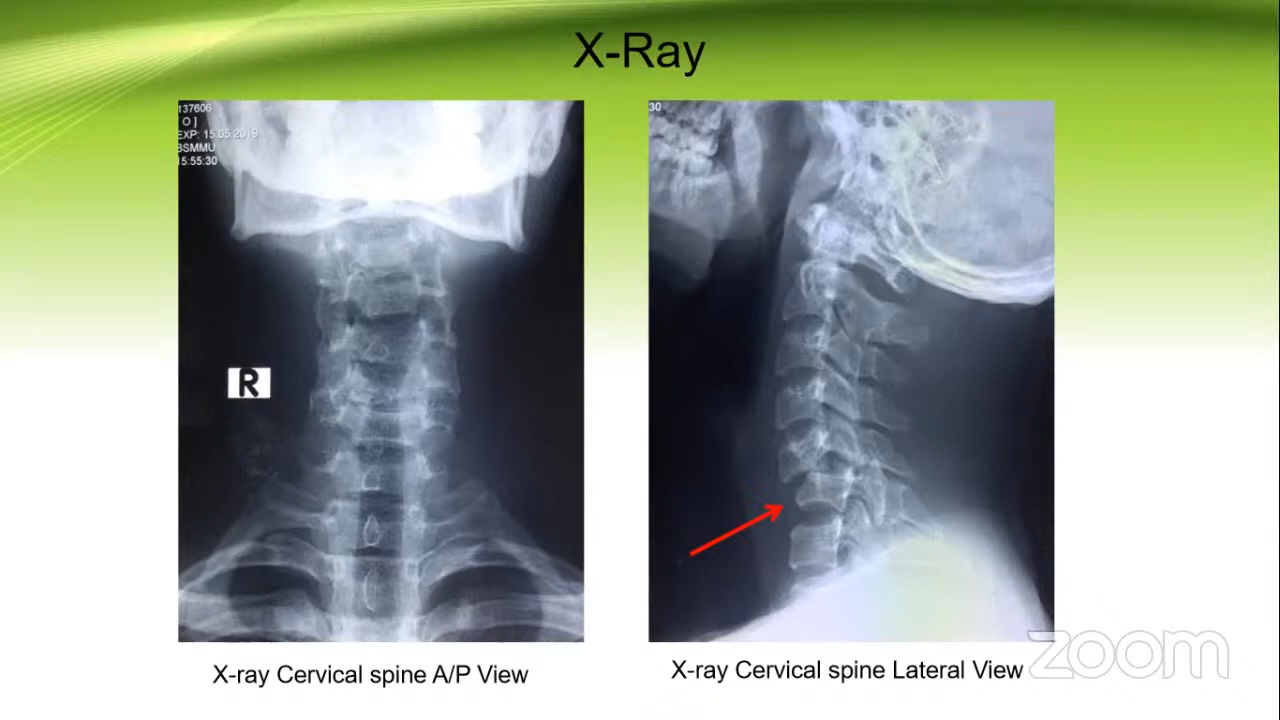 X-Ray
137606
[ O ]
EXP: 15.05.2019
BSMMU
15:55:30
R
30
X-ray Cervical spine A/P View
X-ray Cervical spine Lateral View
zoom